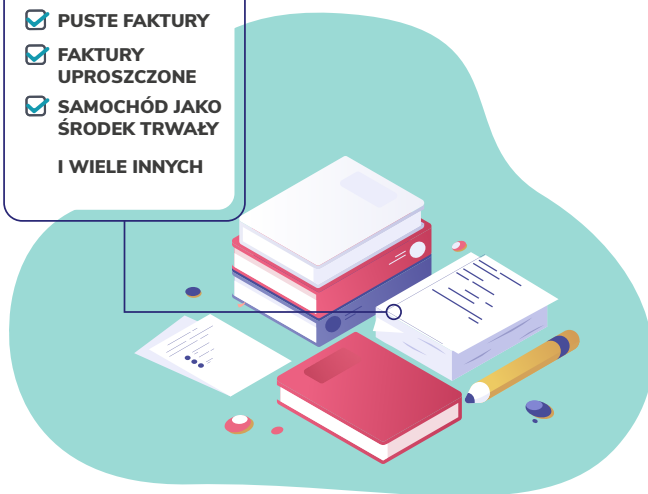 PUSTE FAKTURY
FAKTURY
UPROSZCZONE
SAMOCHÓD JAKO
ŚRODEK TRWAŁY
I WIELE INNYCH